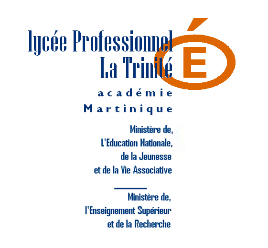 lycée Professionnel
La Trinité
É
académie
Martinique
Ministère de,
L'Education Nationale,
de la Jeunesse
et de la Vie Associative
Ministère de,
l'Enseignement Supérieur
et de la Recherche